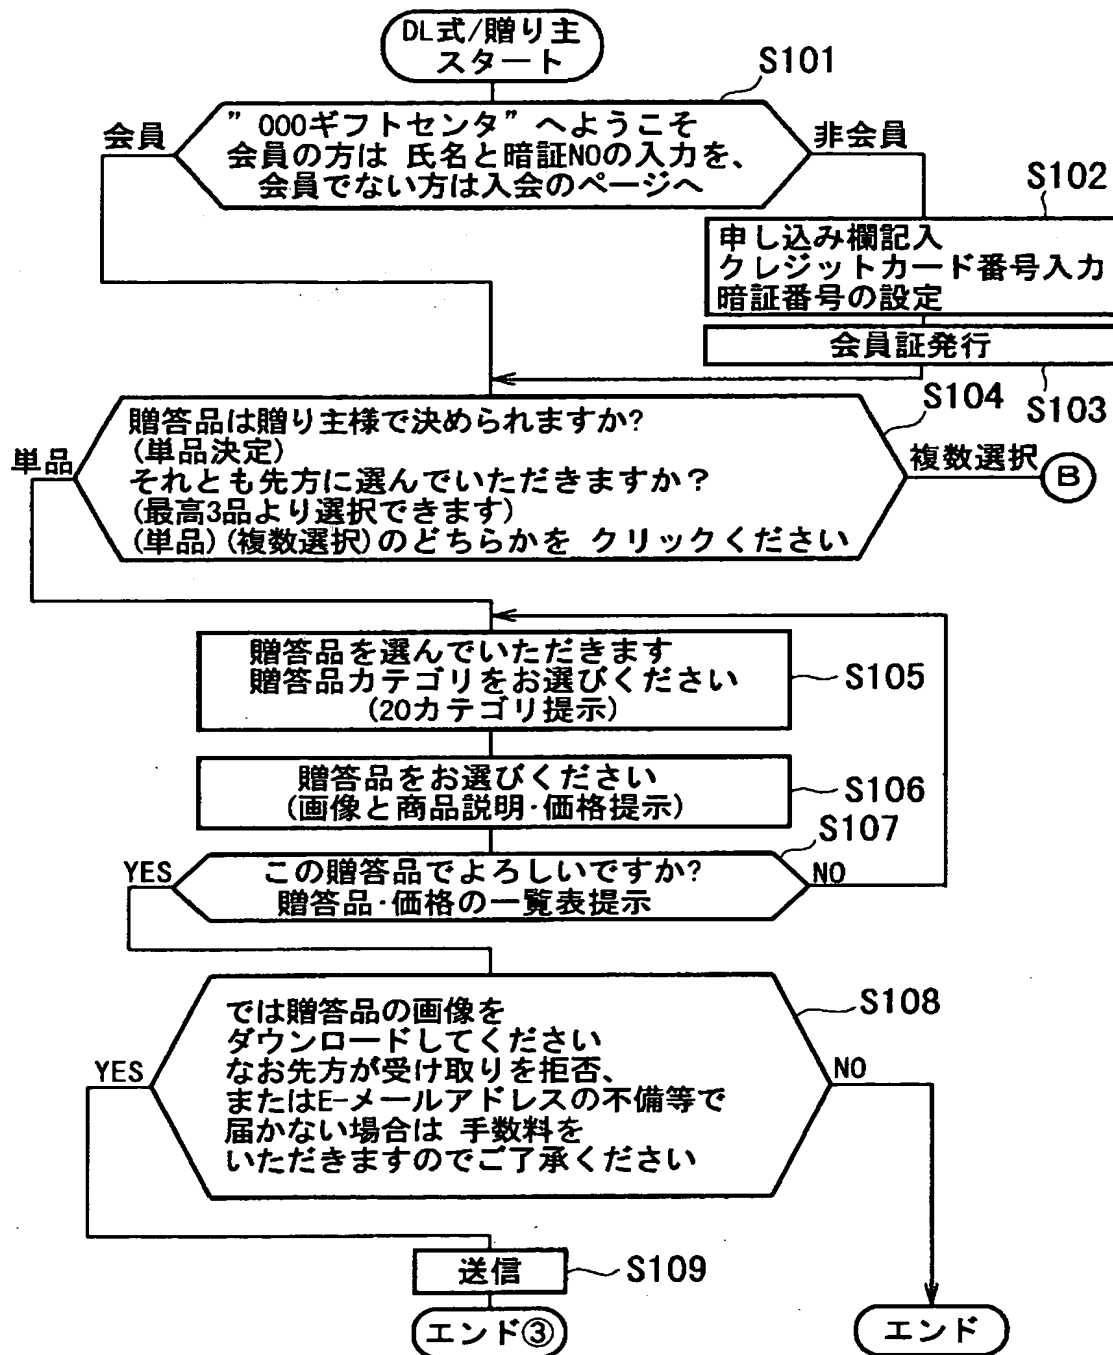 DL式/贈り主
スタート
S101
会員
”000ギフトセンタ”へようこそ
会員の方は 氏名と暗証NOの入力を、
会員でない方は入会のページへ
非会員
S102
申し込み欄記入
クレジットカード番号入力
暗証番号の設定
会員証発行
S103
S104
単品
贈答品は贈り主様で決められますか?
(単品決定)
それとも先方に選んでいただきますか？
(最高3品より選択できます)
(単品)(複数選択)のどちらかを クリックください
複数選択
B
贈答品を選んでいただきます
贈答品カテゴリをお選びください
(20カテゴリ提示)
S105
贈答品をお選びください
(画像と商品説明・価格提示)
S106
S107
YES
この贈答品でよろしいですか?
贈答品・価格の一覧表提示
NO
S108
YES
では贈答品の画像を
ダウンロードしてください
なお先方が受け取りを拒否、
またはE-メールアドレスの不備等で
届かない場合は 手数料を
いただきますのでご了承ください
NO
送信
S109
エンド③
エンド